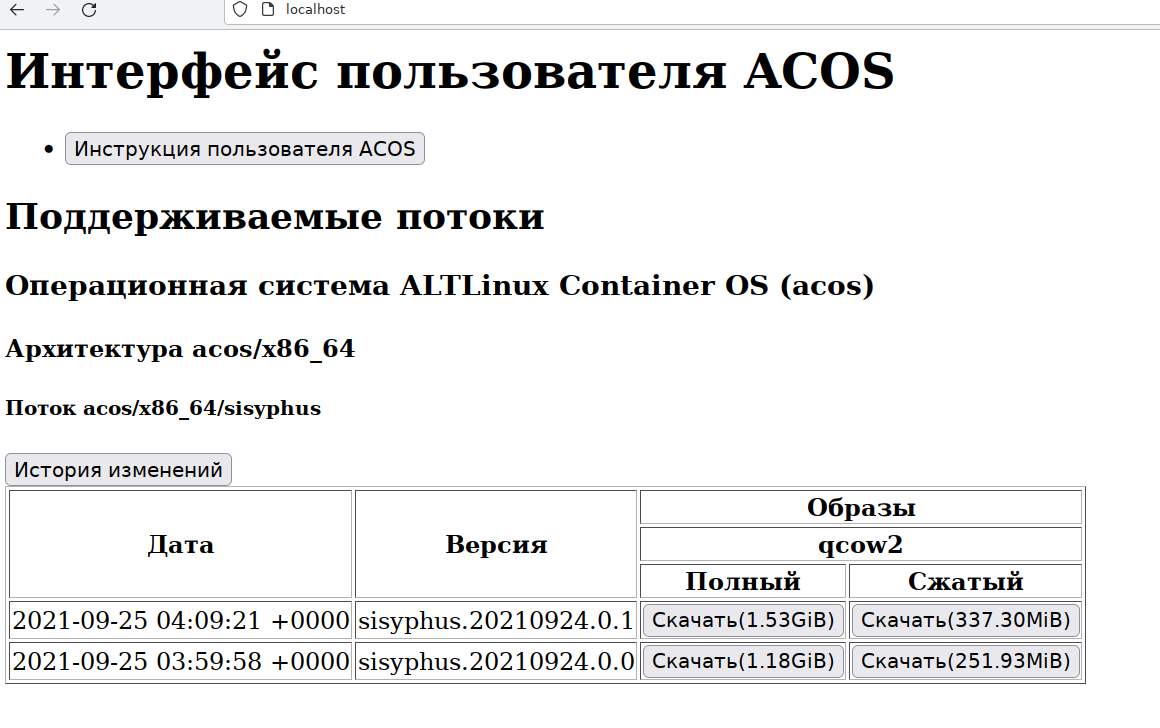 localhost
Интерфейс пользователя ACOS
• Инструкция пользователя ACOS
Поддерживаемые потоки
Операционная система ALTLinux Container OS (acos)
Архитектура acos/x86_64
Поток acos/x86_64/sisyphus
История изменений
Дата Версия Образы
qcow2
Полный Сжатый
2021-09-25 04:09:21 +0000 sisyphus.20210924.0.1 Скачать(1.53GiB) Скачать(337.30MiB)
2021-09-25 03:59:58 +0000 sisyphus.20210924.0.0 Скачать(1.18GiB) Скачать(251.93MiB)